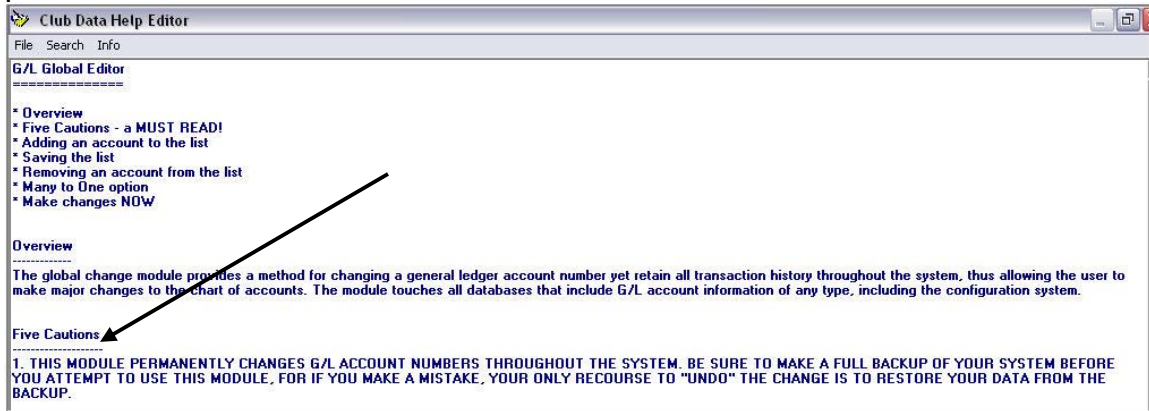 Club Data Help Editor
File Search Info
G/L Global Editor
===============
* Overview
* Five Cautions - a MUST READ!
* Adding an account to the list
* Saving the list
* Removing an account from the list
* Many to One option
* Make changes NOW
Overview
-------------
The global change module provides a method for changing a general ledger account number yet retain all transaction history throughout the system, thus allowing the user to
make major changes to the chart of accounts. The module touches all databases that include G/L account information of any type, including the configuration system.
Five Cautions
--------------------
1. THIS MODULE PERMANENTLY CHANGES G/L ACCOUNT NUMBERS THROUGHOUT THE SYSTEM. BE SURE TO MAKE A FULL BACKUP OF YOUR SYSTEM BEFORE
YOU ATTEMPT TO USE THIS MODULE, FOR IF YOU MAKE A MISTAKE, YOUR ONLY RECOURSE TO "UNDO" THE CHANGE IS TO RESTORE YOUR DATA FROM THE
BACKUP.